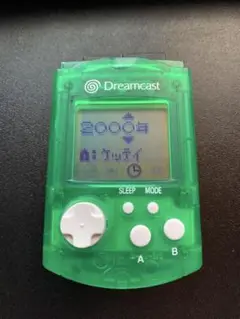 Dreamcast
2000年
A:ケッテイ
SLEEP MODE
A
B